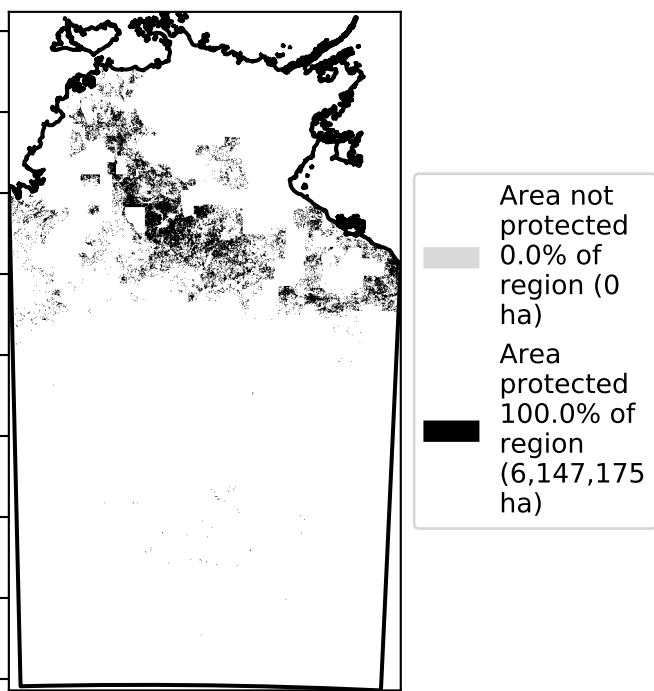 Area not
protected
0.0% of
region (0
ha)
Area
protected
100.0% of
region
(6,147,175
ha)